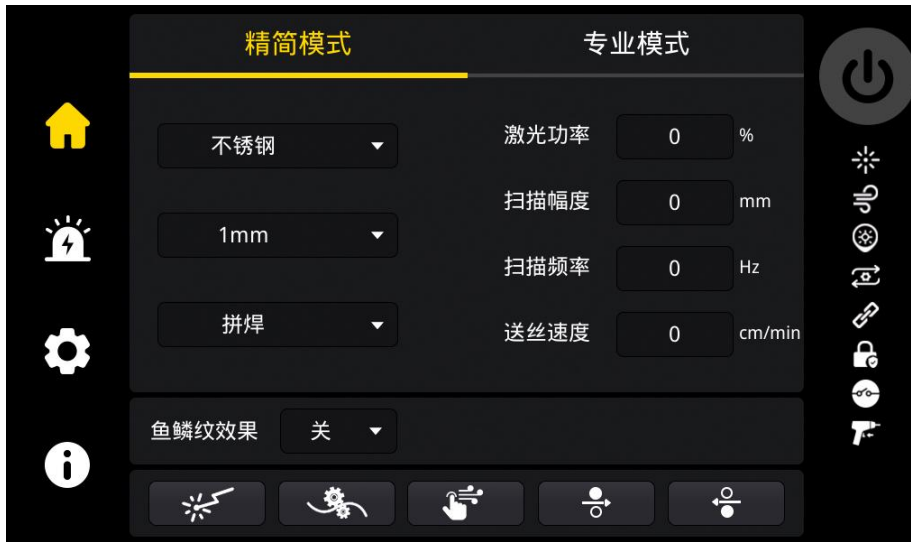 精简模式 专业模式
不锈钢
1mm
拼焊
激光功率 0 %
扫描幅度 0 mm
扫描频率 0 Hz
送丝速度 0 cm/min
鱼鳞纹效果 关